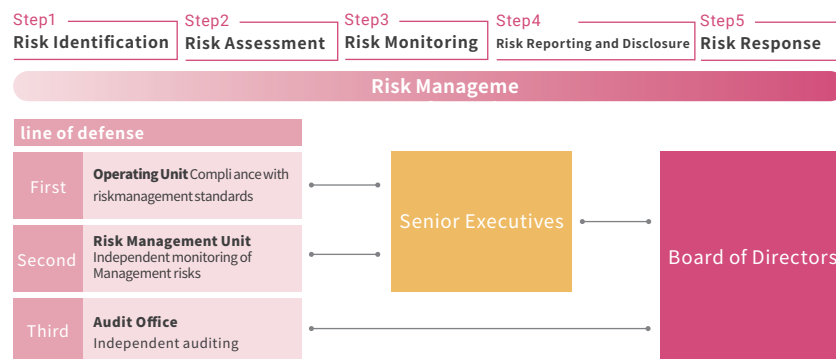 Step1
Risk Identification
Step2
Risk Assessment
Step3
Risk Monitoring
Step4
Risk Reporting and Disclosure
Step5
Risk Response
Risk Manageme
line of defense
First
Operating Unit Compliance with
riskmanagement standards
Second
Risk Management Unit
Independent monitoring of
Management risks
Third
Audit Office
Independent auditing
Senior Executives
Board of Directors